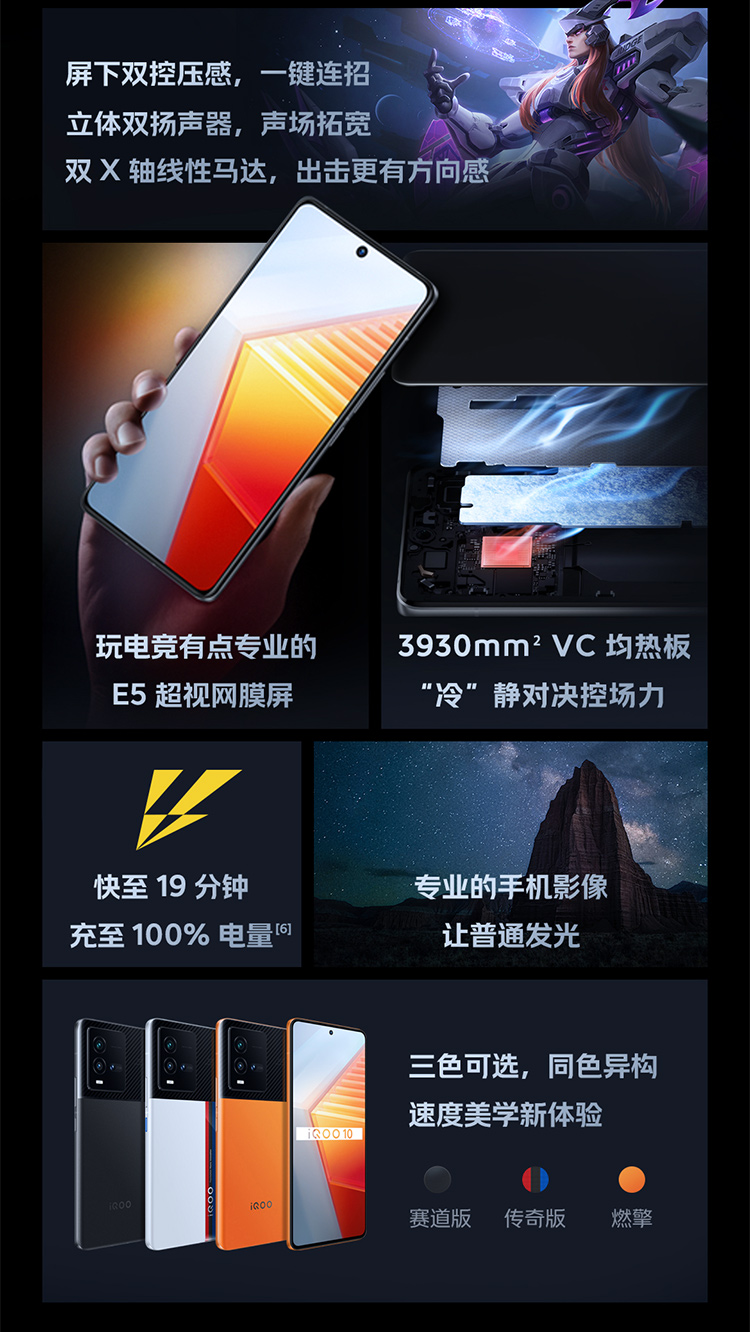 屏下双控压感，一键连招
立体双扬声器，声场拓宽
双 X 轴线性马达，出击更有方向感
玩电竞有点专业的
E5 超视网膜屏
3930mm² VC 均热板
“冷”静对决控场力
快至 19 分钟
充至 100% 电量[6]
专业的手机影像
让普通发光
三色可选，同色异构
速度美学新体验
iQOO 10
iQOO
iQOO
iQOO
赛道版
传奇版
燃擎